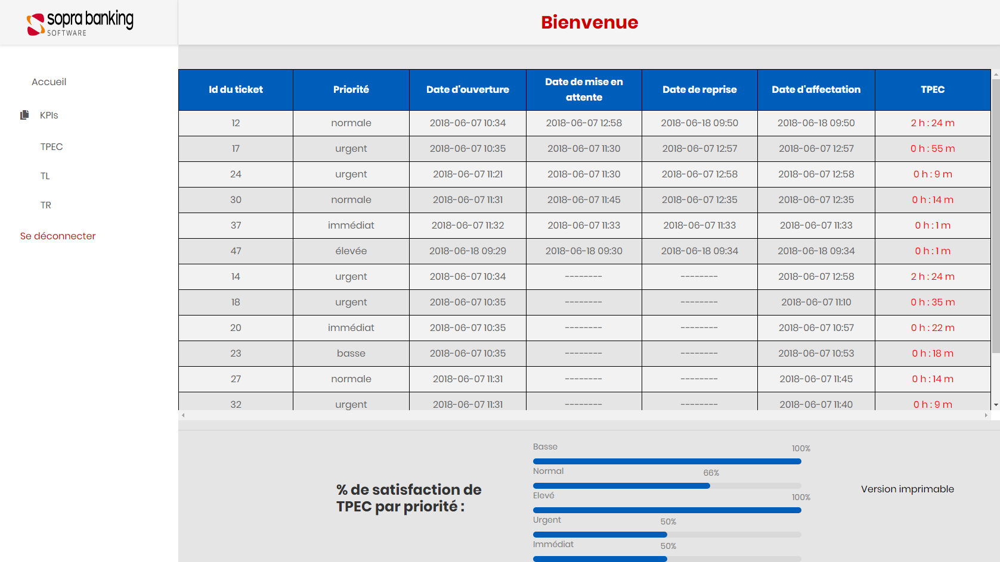 sopra banking
SOFTWARE
Bienvenue
Accueil
KPIs
TPEC
TL
TR
Se déconnecter
Id du ticket Priorité Date d'ouverture Date de mise en attente Date de reprise Date d'affectation TPEC
12 normale 2018-06-07 10:34 2018-06-07 12:58 2018-06-18 09:50 2018-06-18 09:50 2 h : 24 m
17 urgent 2018-06-07 10:35 2018-06-07 11:30 2018-06-07 12:57 2018-06-07 12:57 0 h : 55 m
24 urgent 2018-06-07 11:21 2018-06-07 11:30 2018-06-07 12:58 2018-06-07 12:58 0 h : 9 m
30 normale 2018-06-07 11:31 2018-06-07 11:45 2018-06-07 12:35 2018-06-07 12:35 0 h : 14 m
37 immédiat 2018-06-07 11:32 2018-06-07 11:33 2018-06-07 11:33 2018-06-07 11:33 0 h : 1 m
47 élevée 2018-06-18 09:29 2018-06-18 09:30 2018-06-18 09:34 2018-06-18 09:34 0 h : 1 m
14 urgent 2018-06-07 10:34 -------- -------- 2018-06-07 12:58 2 h : 24 m
18 urgent 2018-06-07 10:35 -------- -------- 2018-06-07 11:10 0 h : 35 m
20 immédiat 2018-06-07 10:35 -------- -------- 2018-06-07 10:57 0 h : 22 m
23 basse 2018-06-07 10:35 -------- -------- 2018-06-07 10:53 0 h : 18 m
27 normale 2018-06-07 11:31 -------- -------- 2018-06-07 11:45 0 h : 14 m
32 urgent 2018-06-07 11:31 -------- -------- 2018-06-07 11:40 0 h : 9 m
% de satisfaction de
TPEC par priorité :
Basse 100%
Normal 66%
Elevé 100%
Urgent 50%
Immédiat 50%
Version imprimable